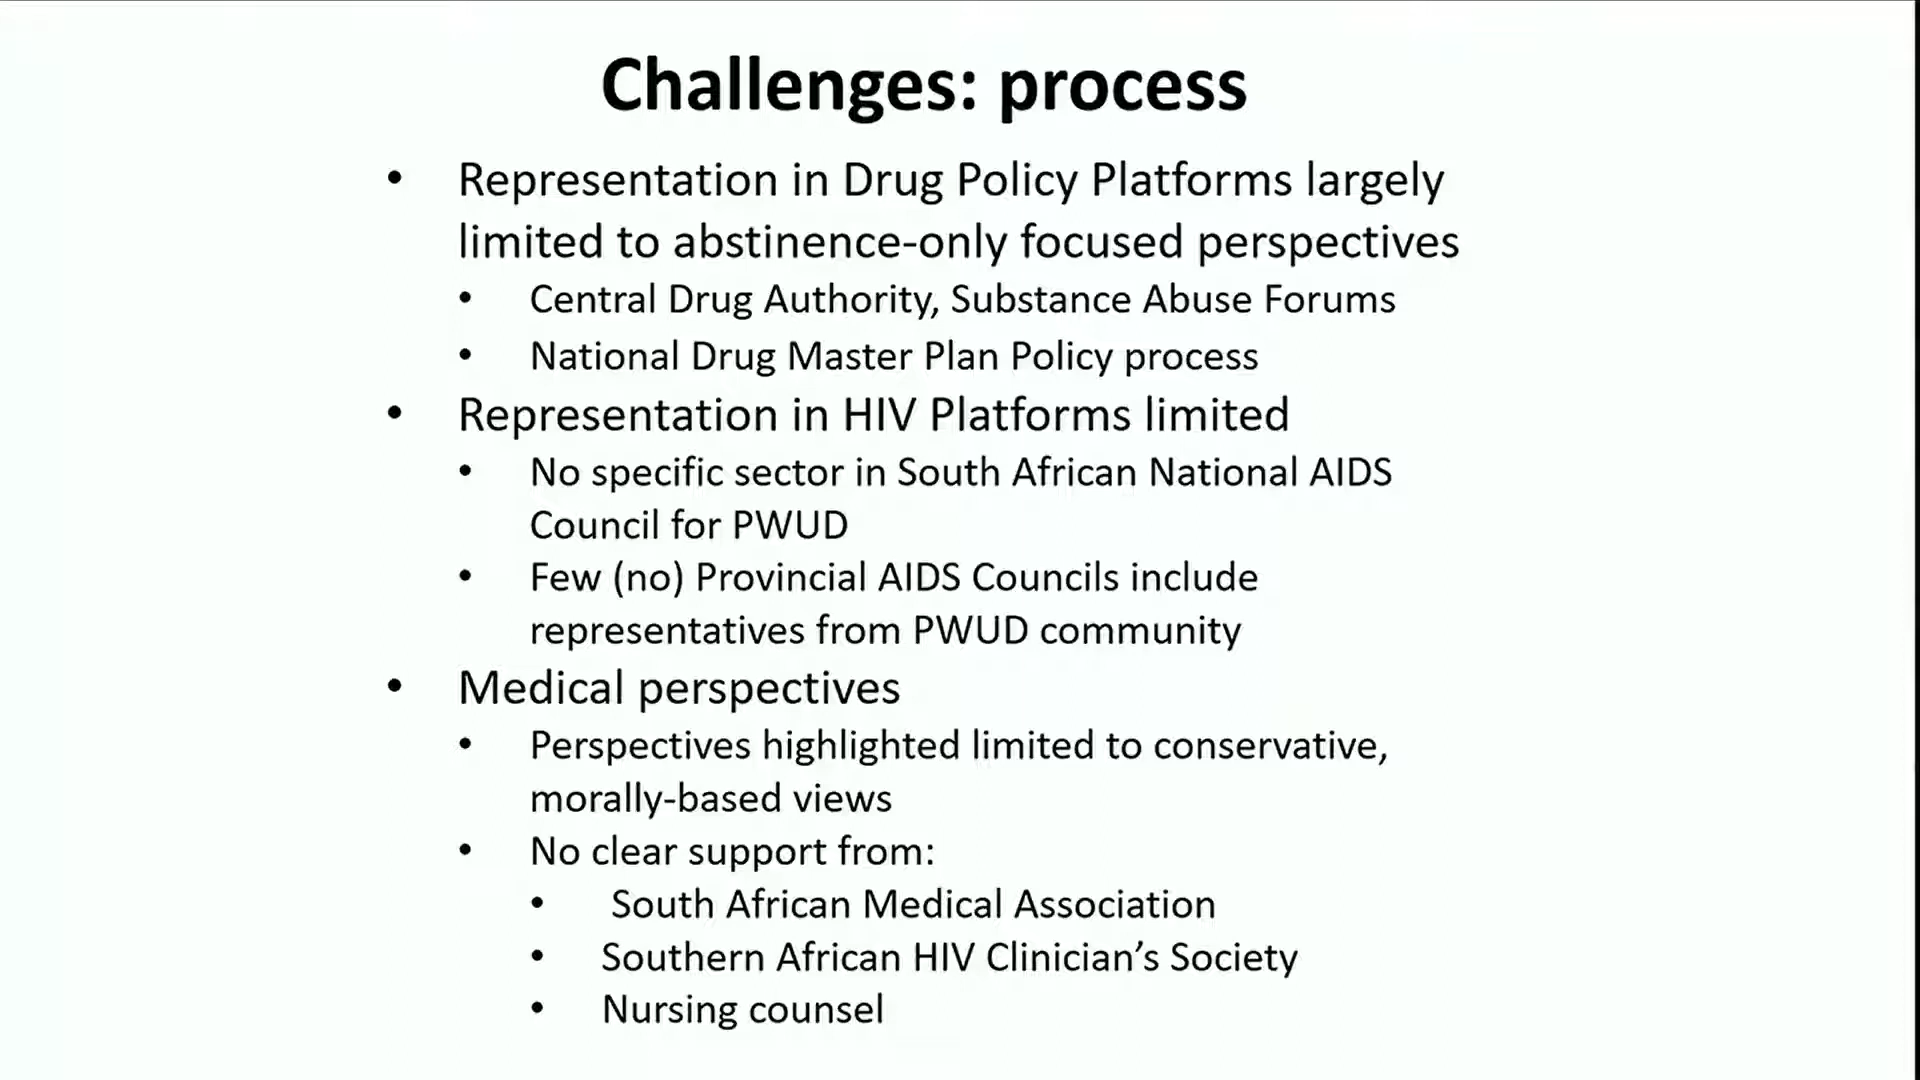 Challenges: process
• Representation in Drug Policy Platforms largely
limited to abstinence-only focused perspectives
• Central Drug Authority, Substance Abuse Forums
• National Drug Master Plan Policy process
• Representation in HIV Platforms limited
• No specific sector in South African National AIDS
Council for PWUD
• Few (no) Provincial AIDS Councils include
representatives from PWUD community
• Medical perspectives
• Perspectives highlighted limited to conservative,
morally-based views
• No clear support from:
• South African Medical Association
• Southern African HIV Clinician’s Society
• Nursing counsel